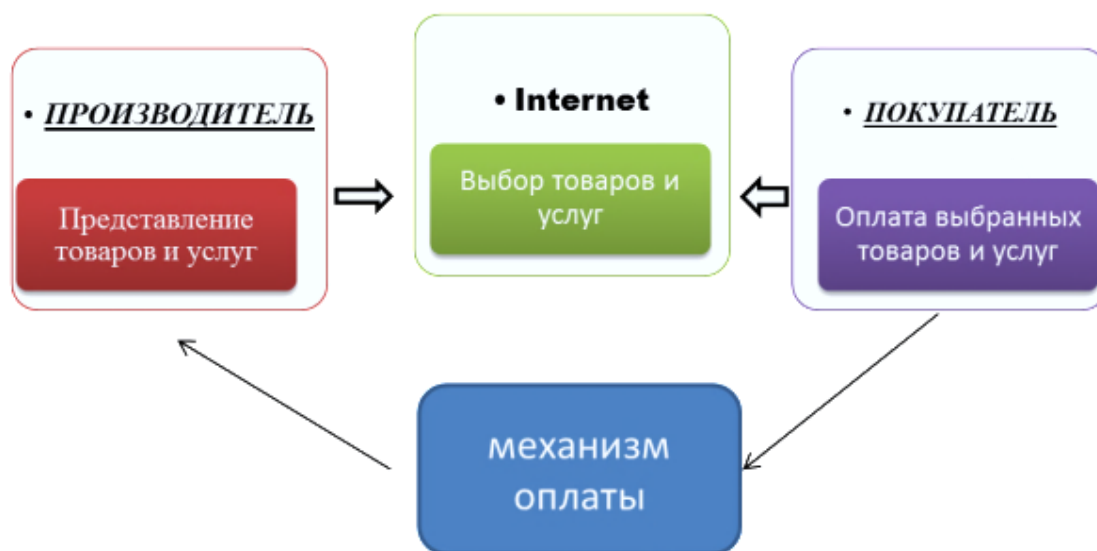 • ПРОИЗВОДИТЕЛЬ
Представление
товаров и услуг
• Internet
Выбор товаров и
услуг
• ПОКУПАТЕЛЬ
Оплата выбранных
товаров и услуг
механизм
оплаты